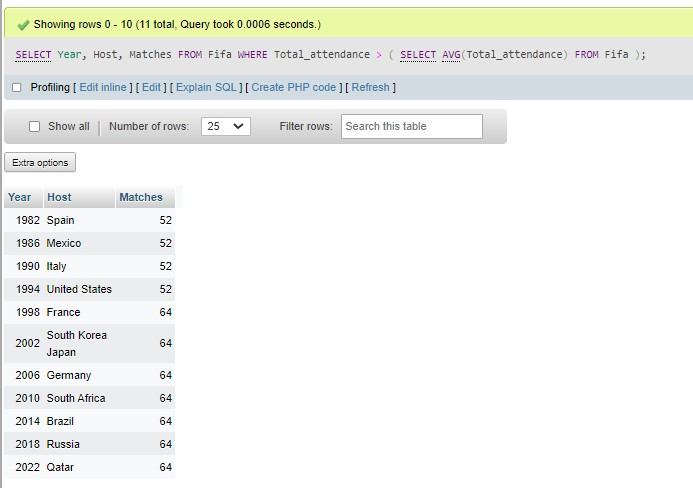 Showing rows 0 - 10 (11 total, Query took 0.0006 seconds.)
SELECT Year, Host, Matches FROM Fifa WHERE Total_attendance > ( SELECT AVG(Total_attendance) FROM Fifa );
Profiling [ Edit inline ] [ Edit ] [ Explain SQL ] [ Create PHP code ] [ Refresh ]
Show all | Number of rows: 25 Filter rows: Search this table
Extra options
Year Host Matches
1982 Spain 52
1986 Mexico 52
1990 Italy 52
1994 United States 52
1998 France 64
2002 South Korea Japan 64
2006 Germany 64
2010 South Africa 64
2014 Brazil 64
2018 Russia 64
2022 Qatar 64